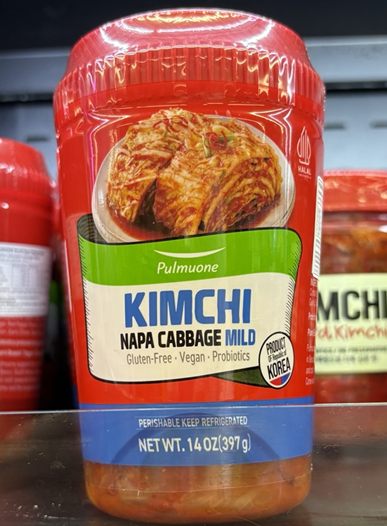 HALAL
Pulmuone
KIMCHI
NAPA CABBAGE MILD
Gluten-Free · Vegan · Probiotics
PRODUCT
OF Republic of
KOREA
PERISHABLE KEEP REFRIGERATED
NET WT. 14 OZ(397g)
MCHI
d, Kimchi